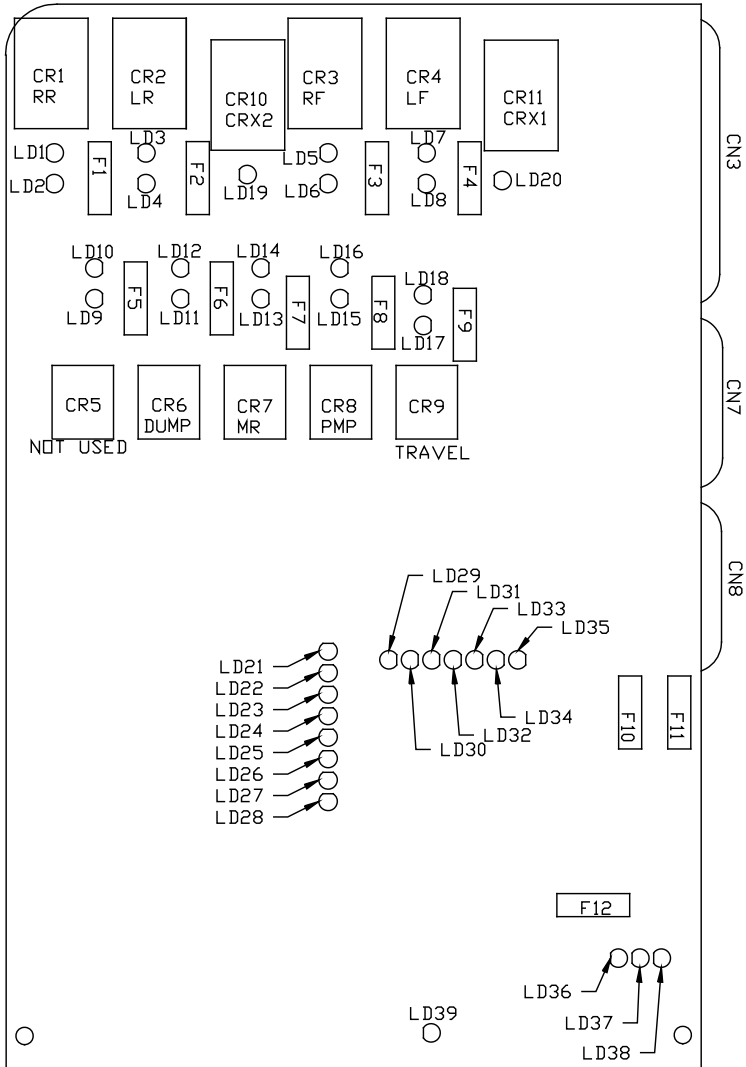 CR1
RR
CR2
LR
CR10
CRX2
CR3
RF
CR4
LF
CR11
CRX1
CN3
LD1
LD2
F1
LD3
LD4
F2
LD19
LD5
LD6
F3
LD7
LD8
F4
LD20
LD10
LD9
F5
LD12
LD11
F6
LD14
LD13
F7
LD16
LD15
F8
LD18
LD17
F9
CN7
CR5
NOT USED
CR6
DUMP
CR7
MR
CR8
PMP
CR9
TRAVEL
CN8
LD29
LD31
LD33
LD35
LD21
LD22
LD23
LD24
LD25
LD26
LD27
LD28
LD34
LD32
LD30
F10
F11
F12
LD36
LD37
LD38
LD39